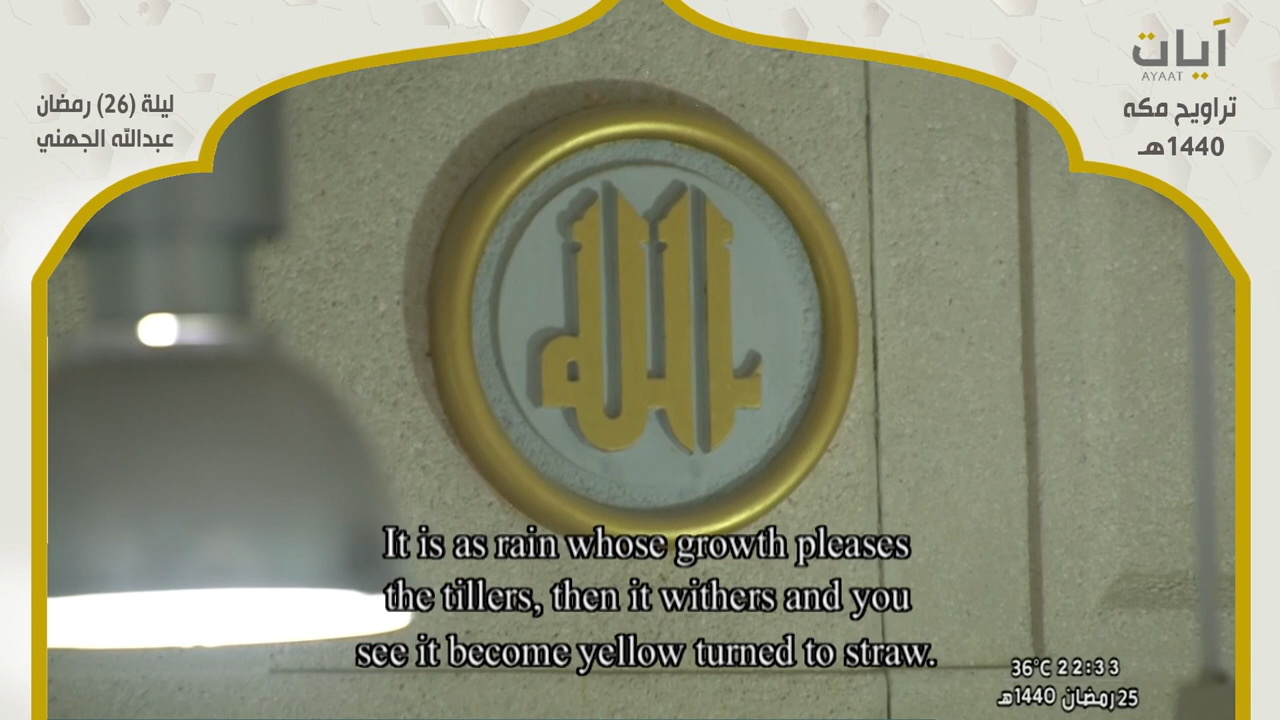 آيات
AYAAT
تراويح مكه
1440هـ
ليلة (26) رمضان
عبدالله الجهني
الله
It is as rain whose growth pleases
the tillers, then it withers and you
see it become yellow turned to straw.
36°C 22:33
25 رمضان 1440هـ